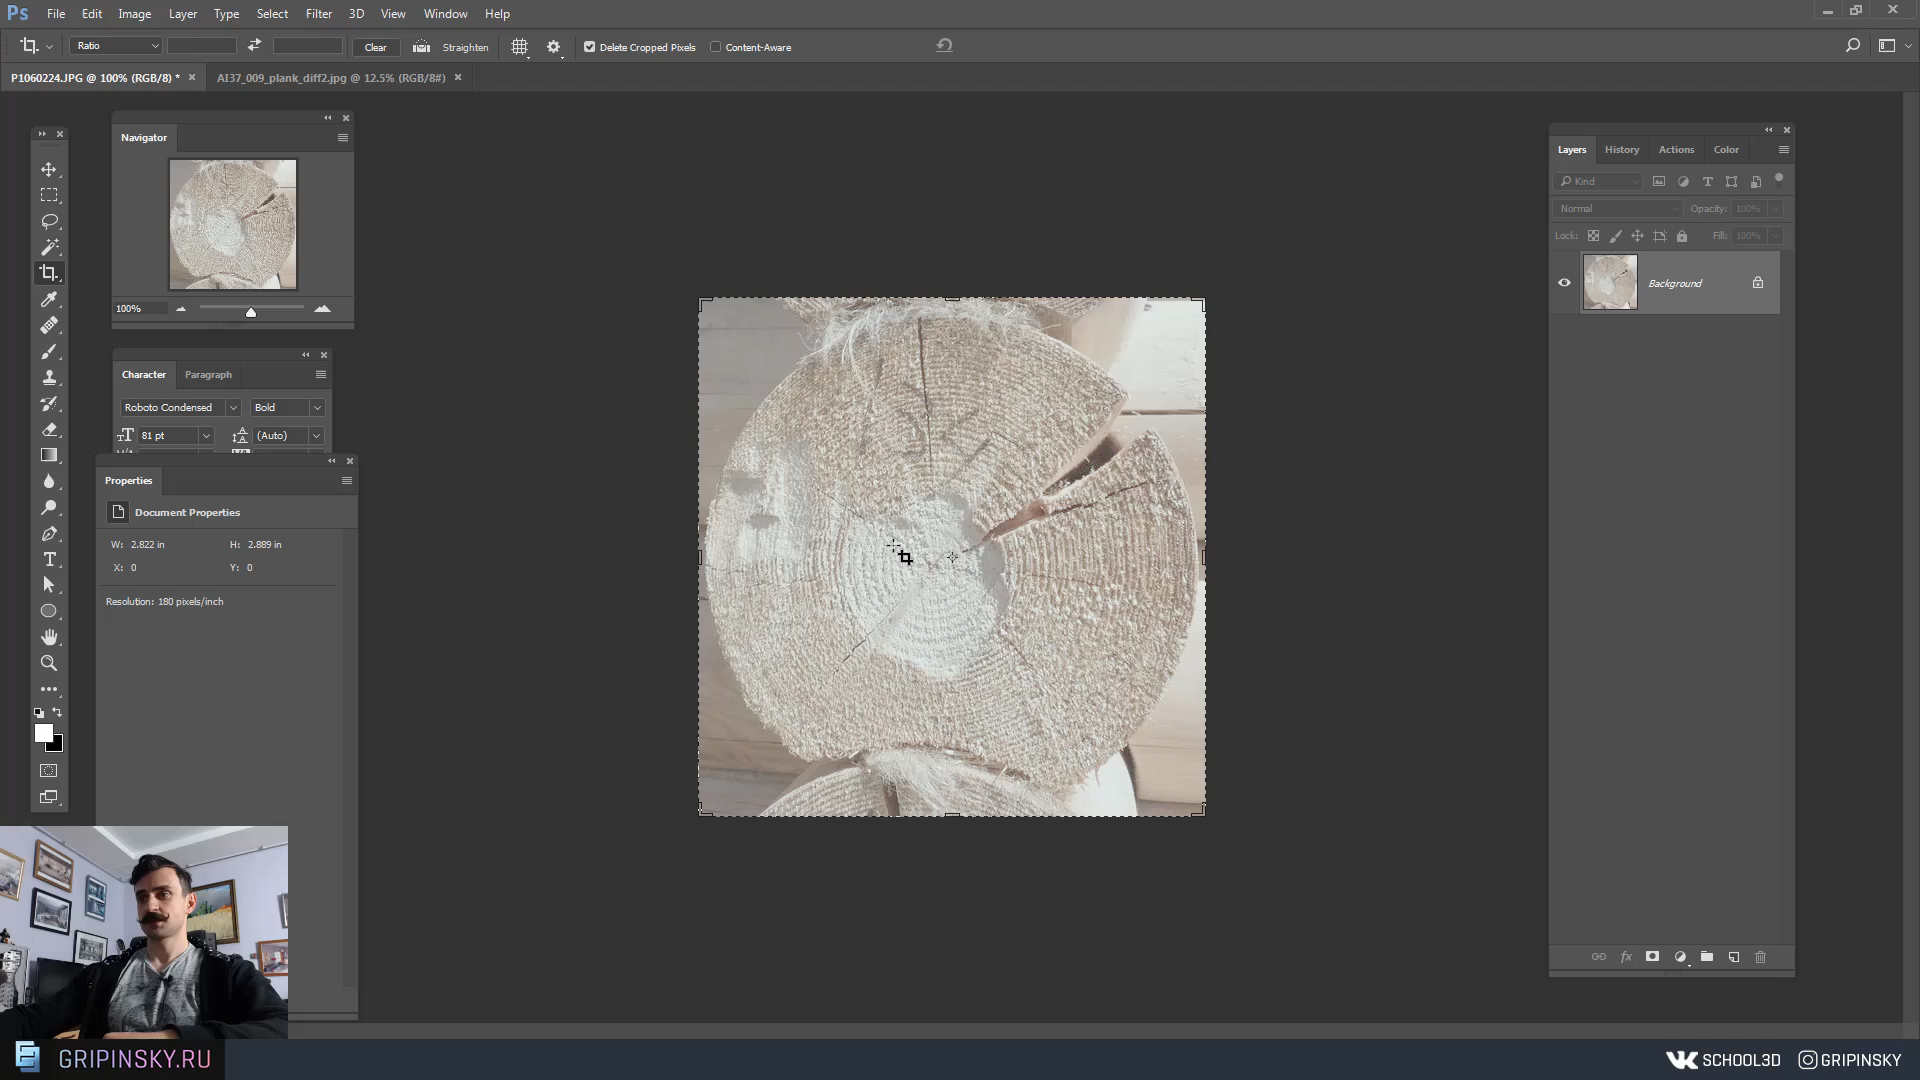 Ps File Edit Image Layer Type Select Filter 3D View Window Help
Ratio Clear Straighten Delete Cropped Pixels Content-Aware
P1060224.JPG @ 100% (RGB/8) * × AI37_009_plank_diff2.jpg @ 12.5% (RGB/8#) ×
Navigator
100%
Character Paragraph
Roboto Condensed Bold
81 pt (Auto)
Properties
Document Properties
W: 2.822 in H: 2.889 in
X: 0 Y: 0
Resolution: 180 pixels/inch
Layers History Actions Color
Kind
Normal Opacity: 100%
Lock: Fill: 100%
Background
fx
GRIPINSKY.RU
SCHOOL3D GRIPINSKY